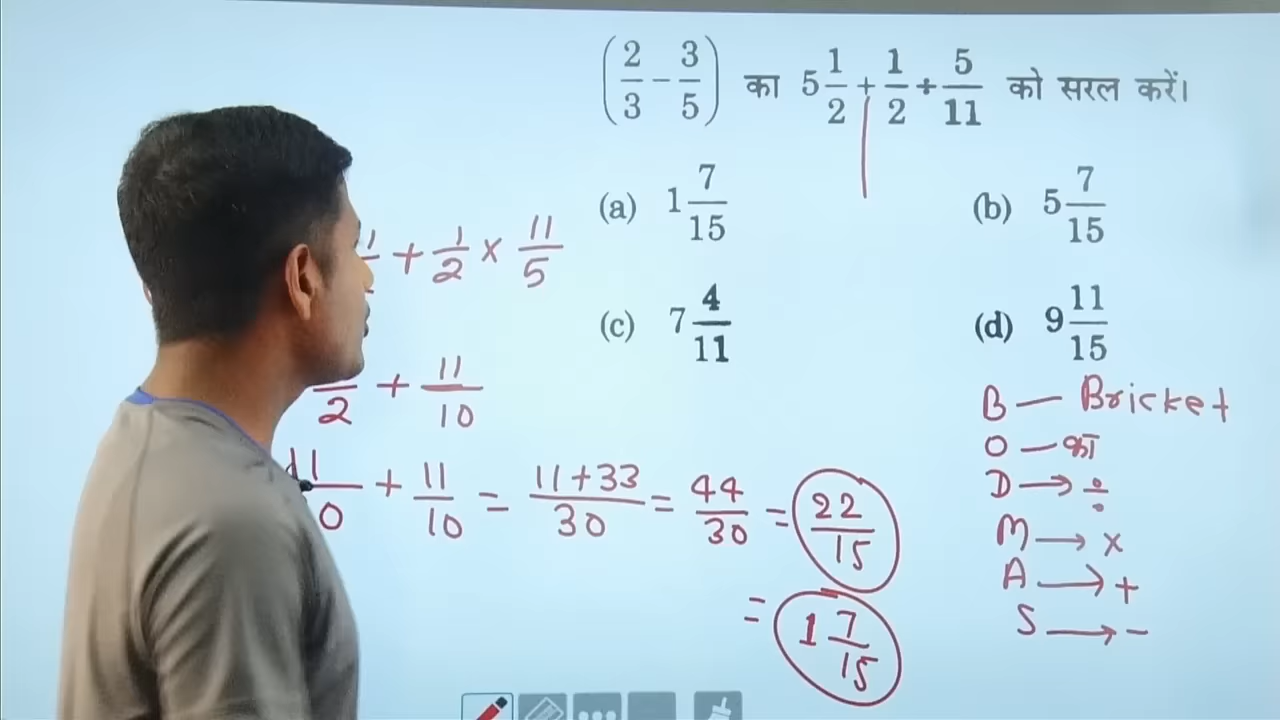 (2/3 − 3/5) का 5 1/2 + 1/2 ÷ 5/11 को सरल करें।
(a) 1 7/15
(b) 5 7/15
(c) 7 4/11
(d) 9 11/15
+ 1/2 × 11/5
2 + 11/10
11 0 + 11/10 = 11+33/30 = 44/30 = 22/15
= 1 7/15
B — Bricket
O — का
D → ÷
M → ×
A → +
S → −